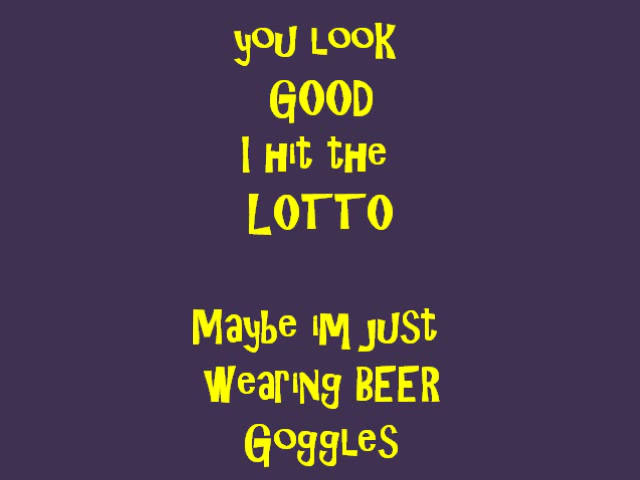 you Look
GOOD
I Hit the
LOTTO
Maybe iM JUSt
Wearing BEER
Goggles